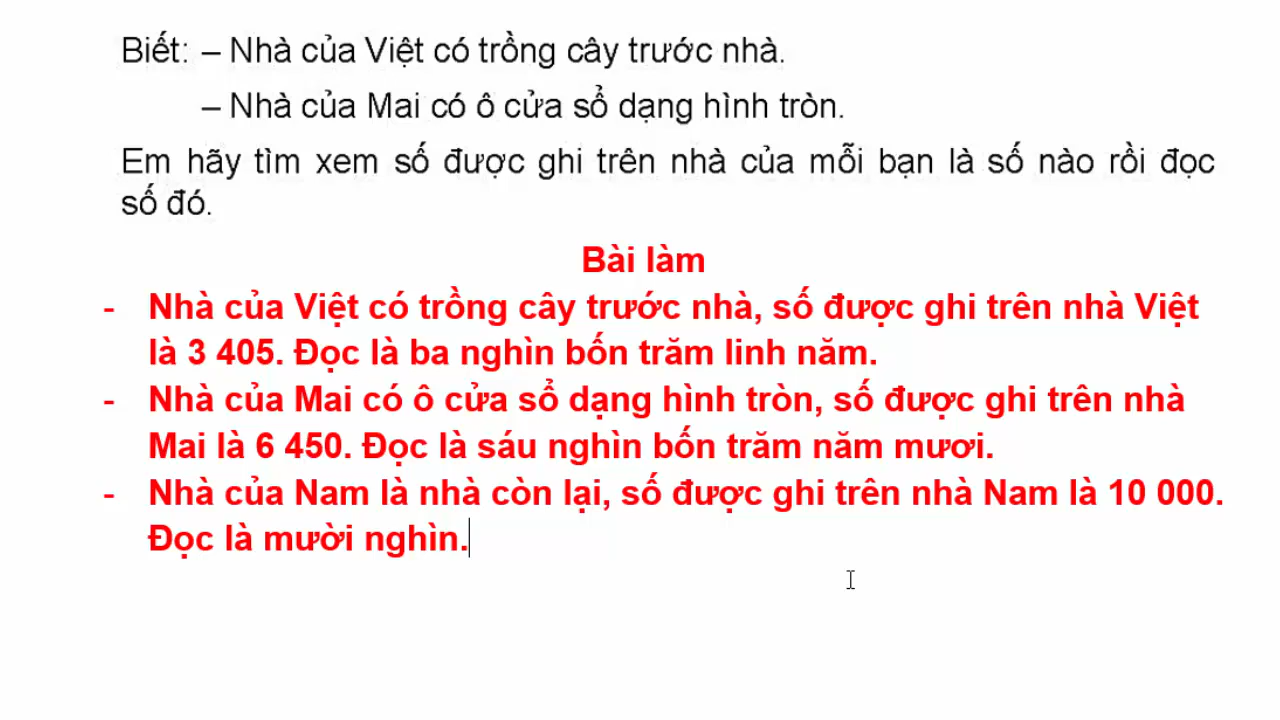 Biết: – Nhà của Việt có trồng cây trước nhà.
– Nhà của Mai có ô cửa sổ dạng hình tròn.
Em hãy tìm xem số được ghi trên nhà của mỗi bạn là số nào rồi đọc
số đó.
Bài làm
- Nhà của Việt có trồng cây trước nhà, số được ghi trên nhà Việt
là 3 405. Đọc là ba nghìn bốn trăm linh năm.
- Nhà của Mai có ô cửa sổ dạng hình tròn, số được ghi trên nhà
Mai là 6 450. Đọc là sáu nghìn bốn trăm năm mươi.
- Nhà của Nam là nhà còn lại, số được ghi trên nhà Nam là 10 000.
Đọc là mười nghìn.